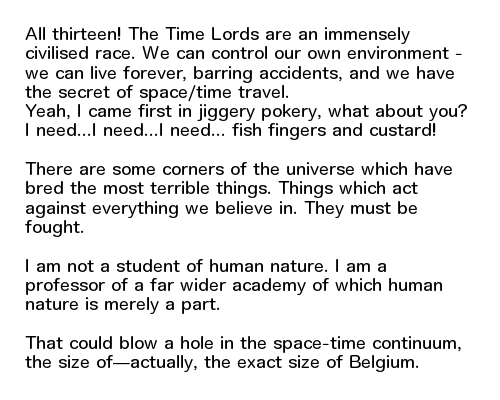 All thirteen! The Time Lords are an immensely
civilised race. We can control our own environment -
we can live forever, barring accidents, and we have
the secret of space/time travel.
Yeah, I came first in jiggery pokery, what about you?
I need...I need...I need... fish fingers and custard!

There are some corners of the universe which have
bred the most terrible things. Things which act
against everything we believe in. They must be
fought.

I am not a student of human nature. I am a
professor of a far wider academy of which human
nature is merely a part.

That could blow a hole in the space-time continuum,
the size of—actually, the exact size of Belgium.